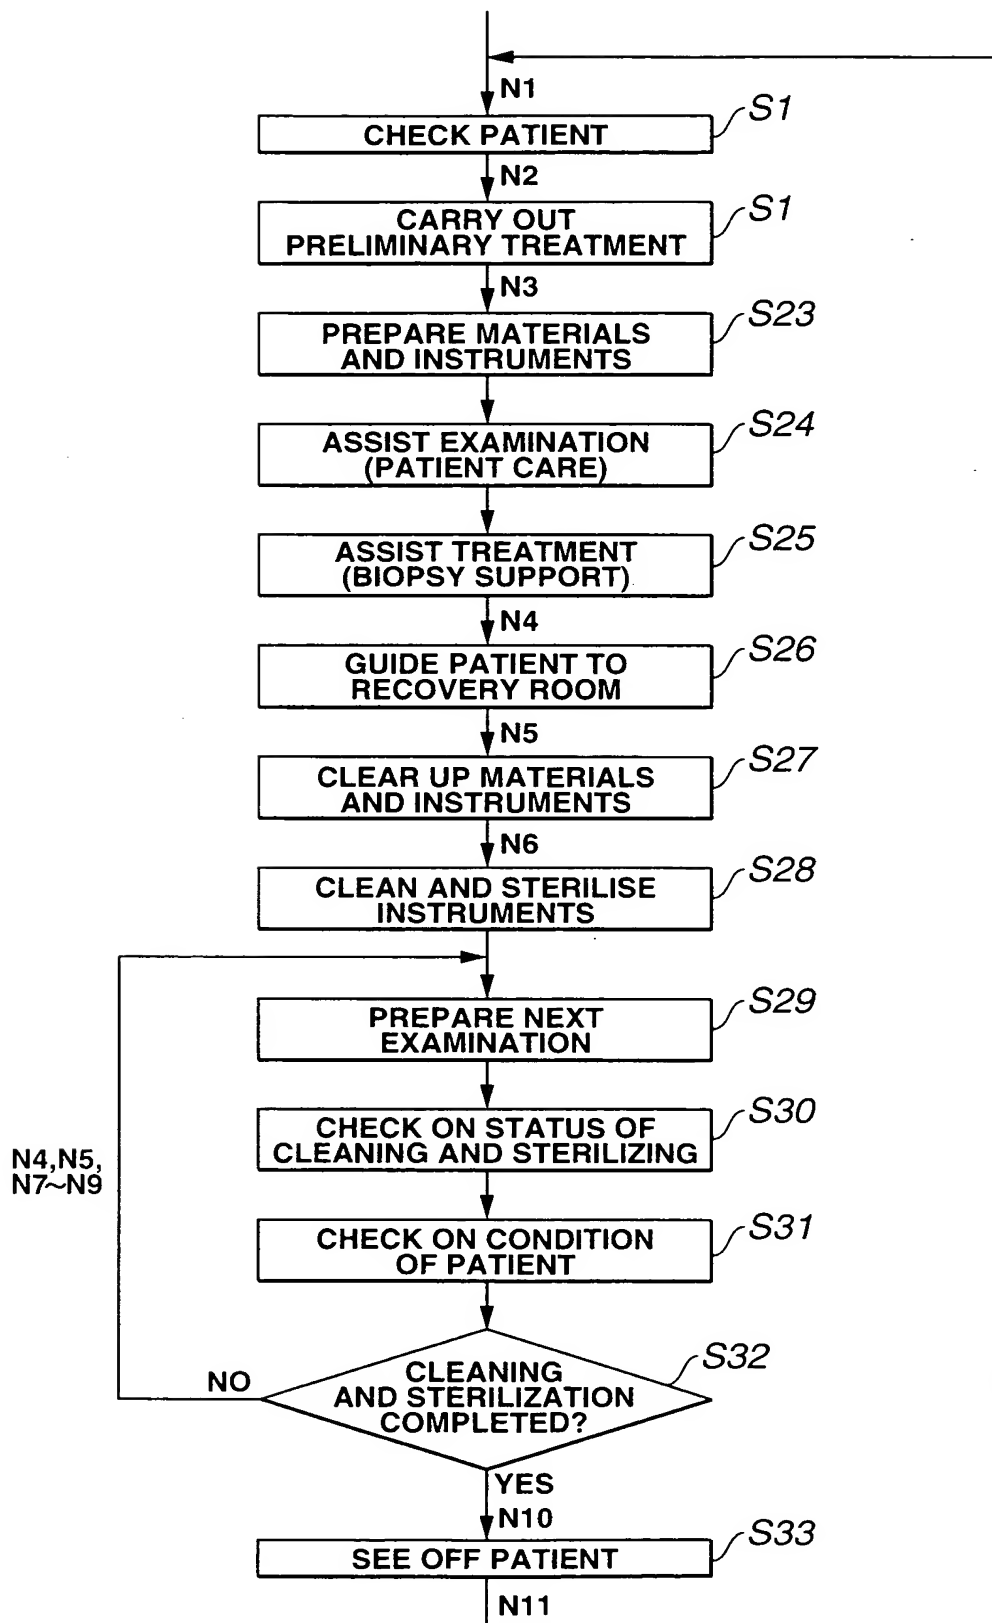 N1
S1
CHECK PATIENT
N2
S1
CARRY OUT
PRELIMINARY TREATMENT
N3
S23
PREPARE MATERIALS
AND INSTRUMENTS
S24
ASSIST EXAMINATION
(PATIENT CARE)
S25
ASSIST TREATMENT
(BIOPSY SUPPORT)
N4
S26
GUIDE PATIENT TO
RECOVERY ROOM
N5
S27
CLEAR UP MATERIALS
AND INSTRUMENTS
N6
S28
CLEAN AND STERILISE
INSTRUMENTS
S29
PREPARE NEXT
EXAMINATION
S30
CHECK ON STATUS OF
CLEANING AND STERILIZING
N4,N5,
N7~N9
S31
CHECK ON CONDITION
OF PATIENT
S32
NO
CLEANING
AND STERILIZATION
COMPLETED?
YES
N10
S33
SEE OFF PATIENT
N11